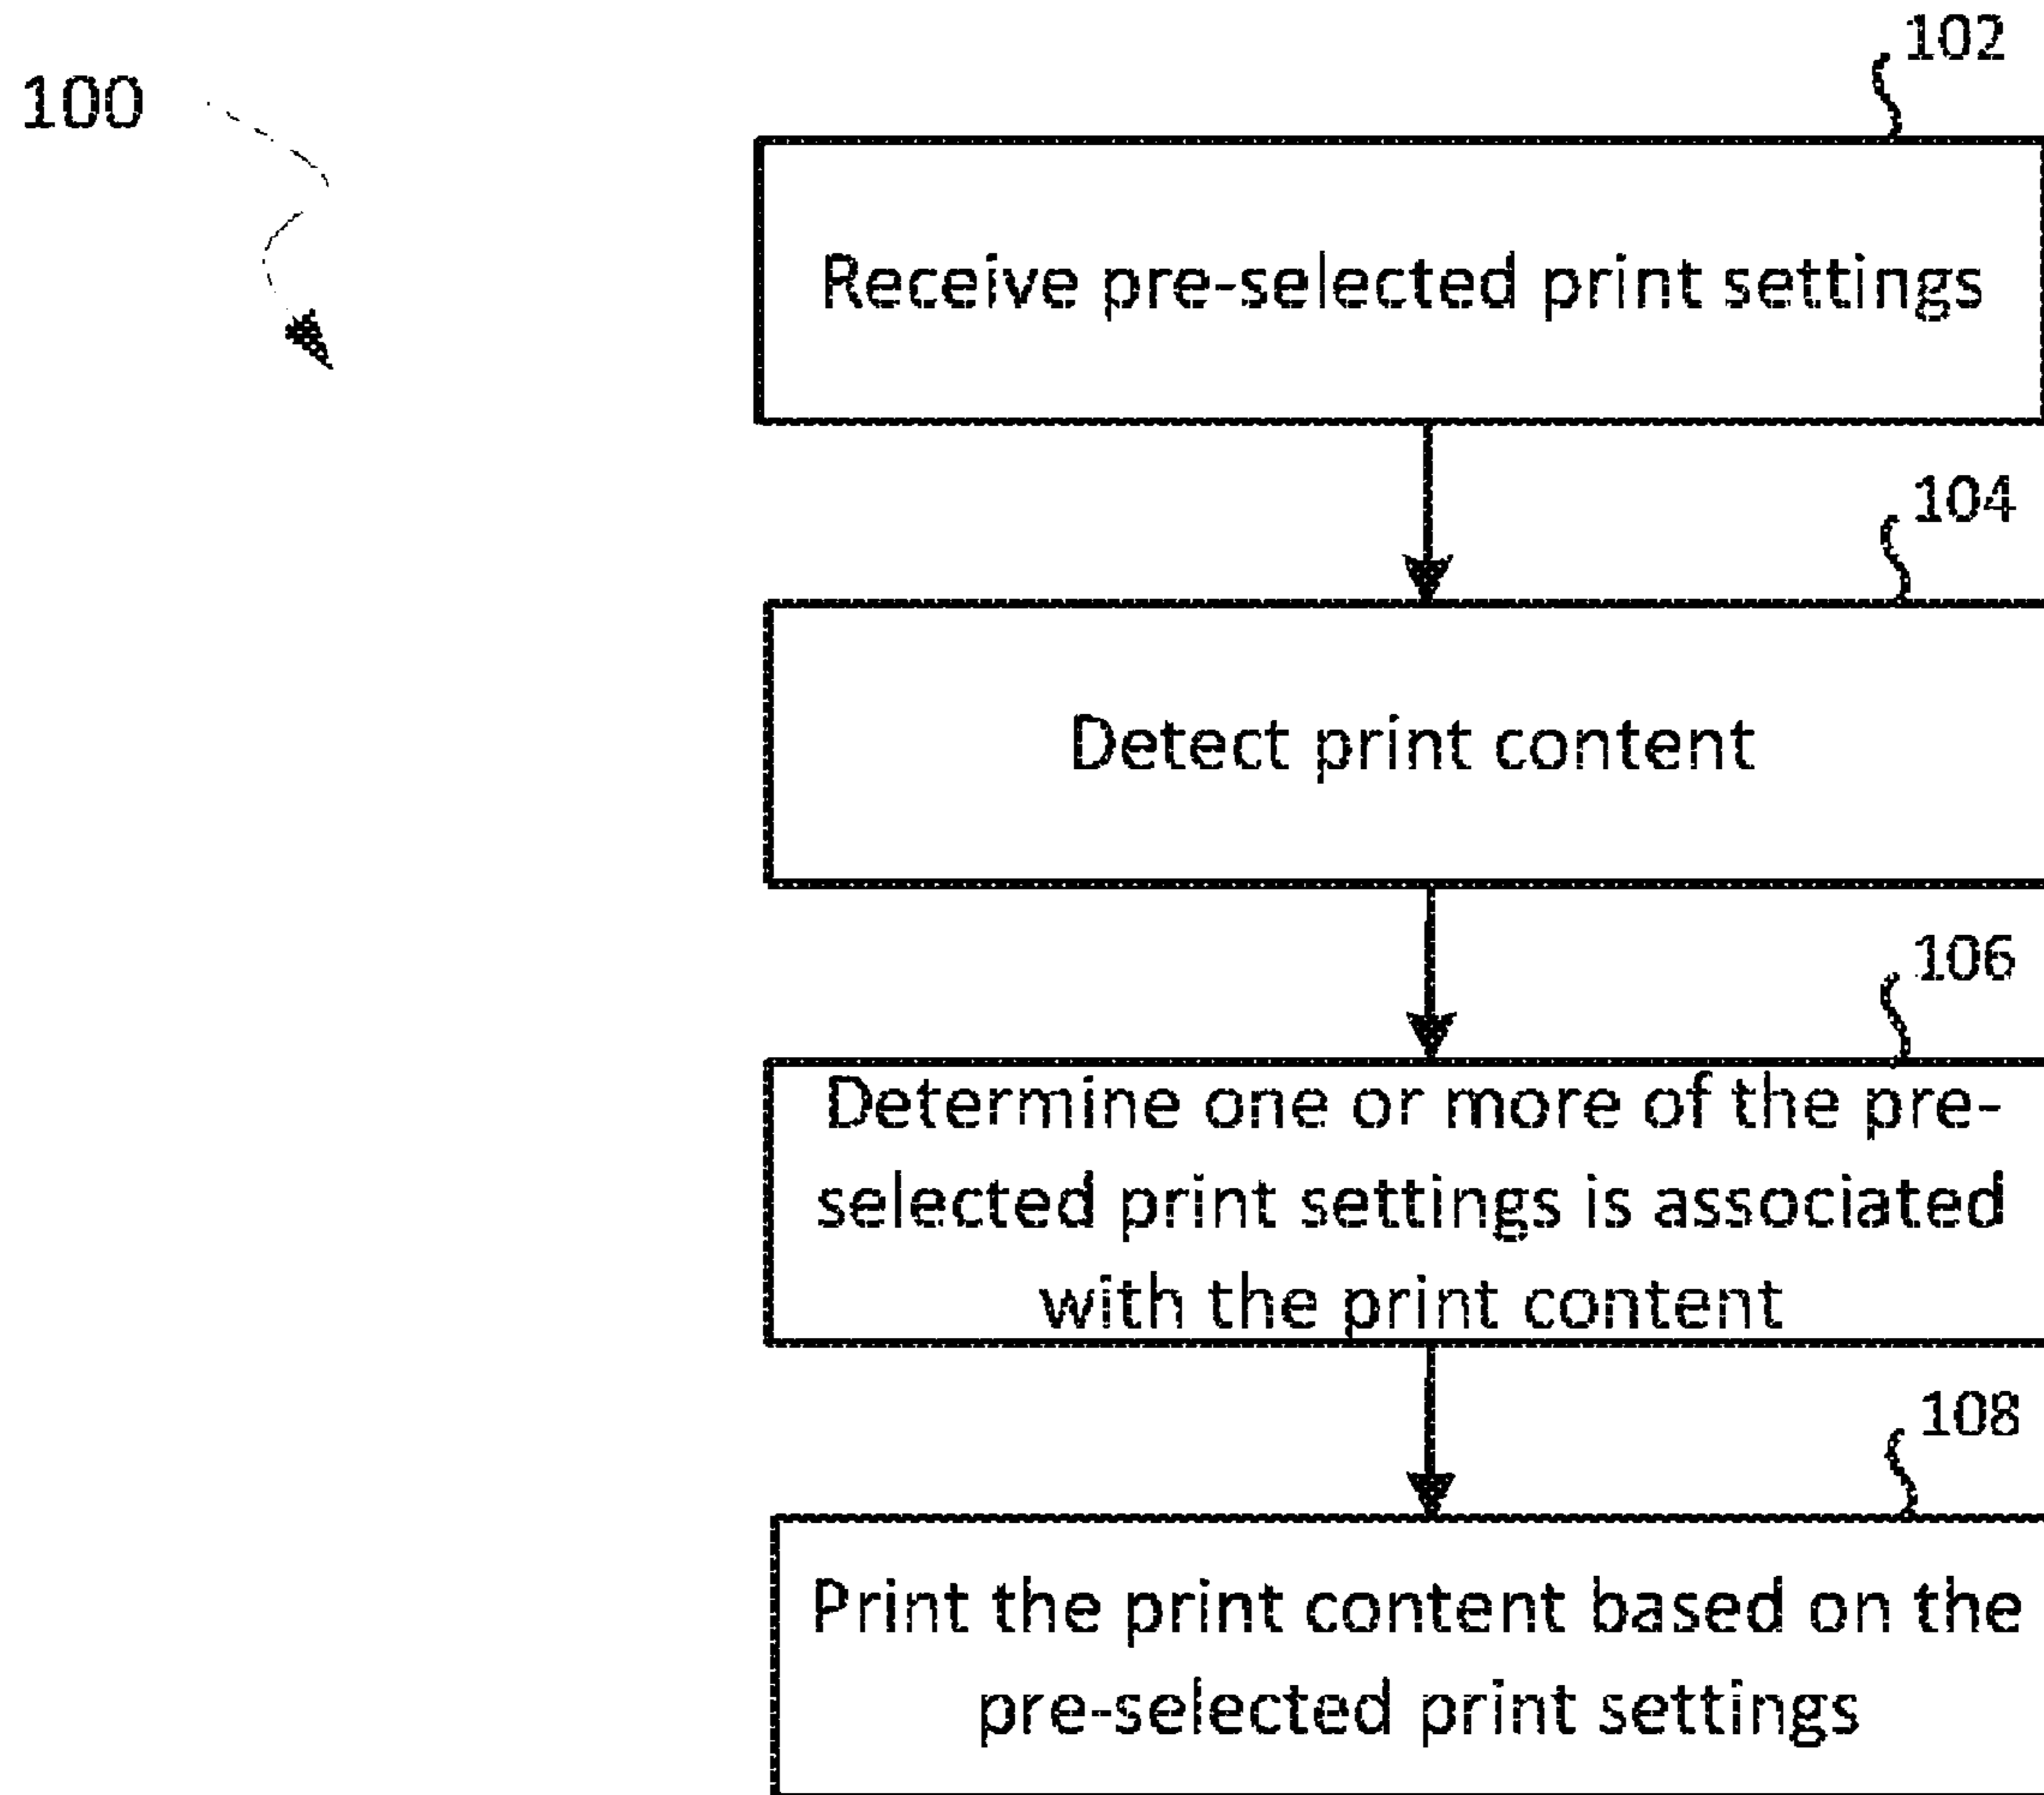 102
100
Receive pre-selected print settings
104
Detect print content
106
Determine one or more of the pre-
selected print settings is associated
with the print content
108
Print the print content based on the
pre-selected print settings